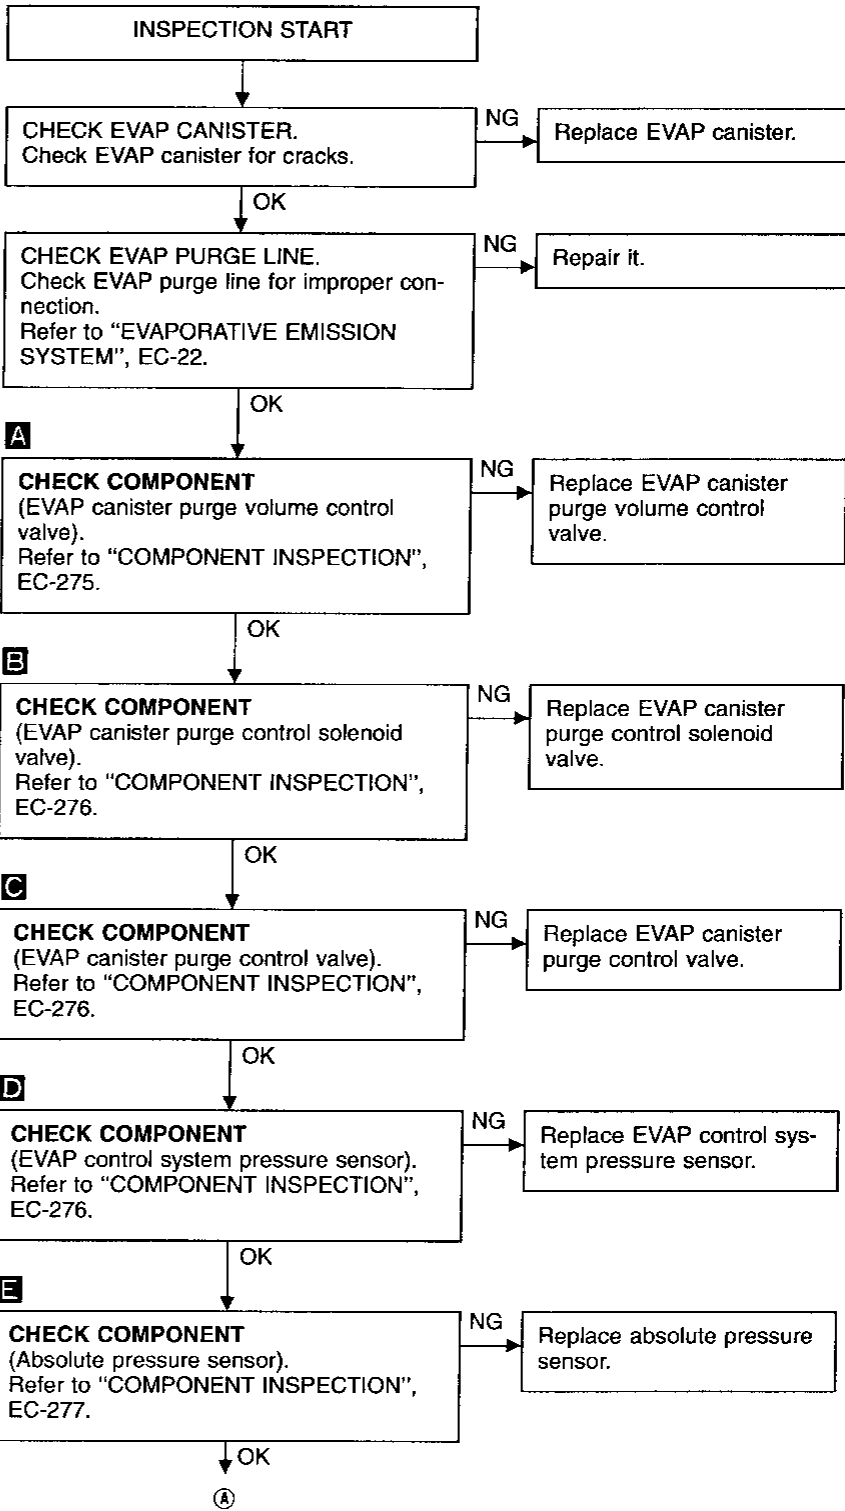 INSPECTION START
CHECK EVAP CANISTER.
Check EVAP canister for cracks.
NG
Replace EVAP canister.
OK
CHECK EVAP PURGE LINE.
Check EVAP purge line for improper con-
nection.
Refer to “EVAPORATIVE EMISSION
SYSTEM”, EC-22.
NG
Repair it.
OK
A
CHECK COMPONENT
(EVAP canister purge volume control
valve).
Refer to “COMPONENT INSPECTION”,
EC-275.
NG
Replace EVAP canister
purge volume control
valve.
OK
B
CHECK COMPONENT
(EVAP canister purge control solenoid
valve).
Refer to “COMPONENT INSPECTION”,
EC-276.
NG
Replace EVAP canister
purge control solenoid
valve.
OK
C
CHECK COMPONENT
(EVAP canister purge control valve).
Refer to “COMPONENT INSPECTION”,
EC-276.
NG
Replace EVAP canister
purge control valve.
OK
D
CHECK COMPONENT
(EVAP control system pressure sensor).
Refer to “COMPONENT INSPECTION”,
EC-276.
NG
Replace EVAP control sys-
tem pressure sensor.
OK
E
CHECK COMPONENT
(Absolute pressure sensor).
Refer to “COMPONENT INSPECTION”,
EC-277.
NG
Replace absolute pressure
sensor.
OK
Ⓐ